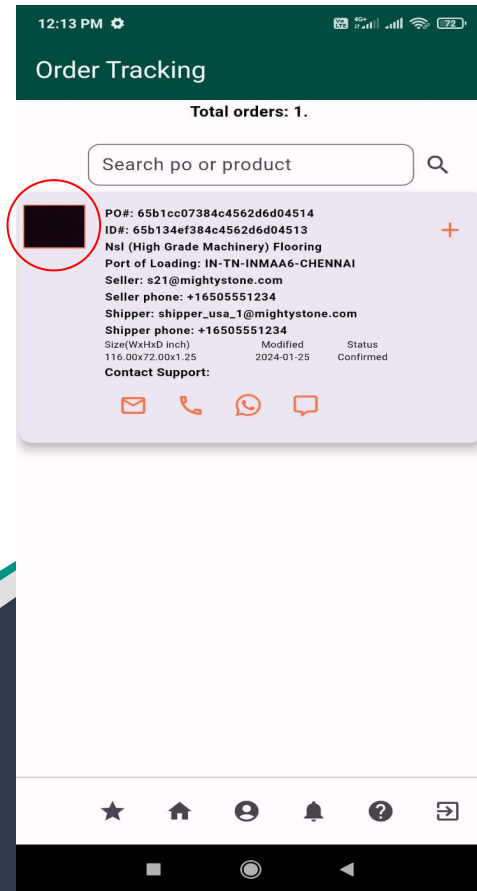 12:13 PM
VoLTE 4G+ 72
Order Tracking
Total orders: 1.
Search po or product
PO#: 65b1cc07384c4562d6d04514
ID#: 65b134ef384c4562d6d04513
Nsl (High Grade Machinery) Flooring
Port of Loading: IN-TN-INMAA6-CHENNAI
Seller: s21@mightystone.com
Seller phone: +16505551234
Shipper: shipper_usa_1@mightystone.com
Shipper phone: +16505551234
Size(WxHxD inch) Modified Status
116.00x72.00x1.25 2024-01-25 Confirmed
Contact Support: